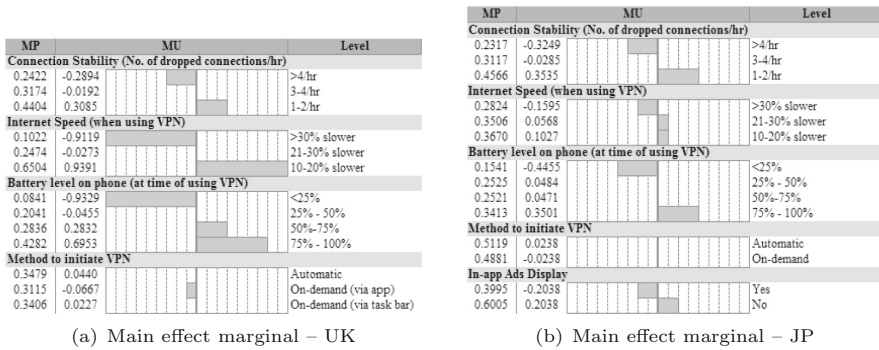 MP MU Level
Connection Stability (No. of dropped connections/hr)
0.2422 -0.2894 >4/hr
0.3174 -0.0192 3-4/hr
0.4404 0.3085 1-2/hr
Internet Speed (when using VPN)
0.1022 -0.9119 >30% slower
0.2474 -0.0273 21-30% slower
0.6504 0.9391 10-20% slower
Battery level on phone (at time of using VPN)
0.0841 -0.9329 <25%
0.2041 -0.0455 25% - 50%
0.2836 0.2832 50%-75%
0.4282 0.6953 75% - 100%
Method to initiate VPN
0.3479 0.0440 Automatic
0.3115 -0.0667 On-demand (via app)
0.3406 0.0227 On-demand (via task bar)
(a) Main effect marginal – UK
MP MU Level
Connection Stability (No. of dropped connections/hr)
0.2317 -0.3249 >4/hr
0.3117 -0.0285 3-4/hr
0.4566 0.3535 1-2/hr
Internet Speed (when using VPN)
0.2824 -0.1595 >30% slower
0.3506 0.0568 21-30% slower
0.3670 0.1027 10-20% slower
Battery level on phone (at time of using VPN)
0.1541 -0.4455 <25%
0.2525 0.0484 25% - 50%
0.2521 0.0471 50%-75%
0.3413 0.3501 75% - 100%
Method to initiate VPN
0.5119 0.0238 Automatic
0.4881 -0.0238 On-demand
In-app Ads Display
0.3995 -0.2038 Yes
0.6005 0.2038 No
(b) Main effect marginal – JP